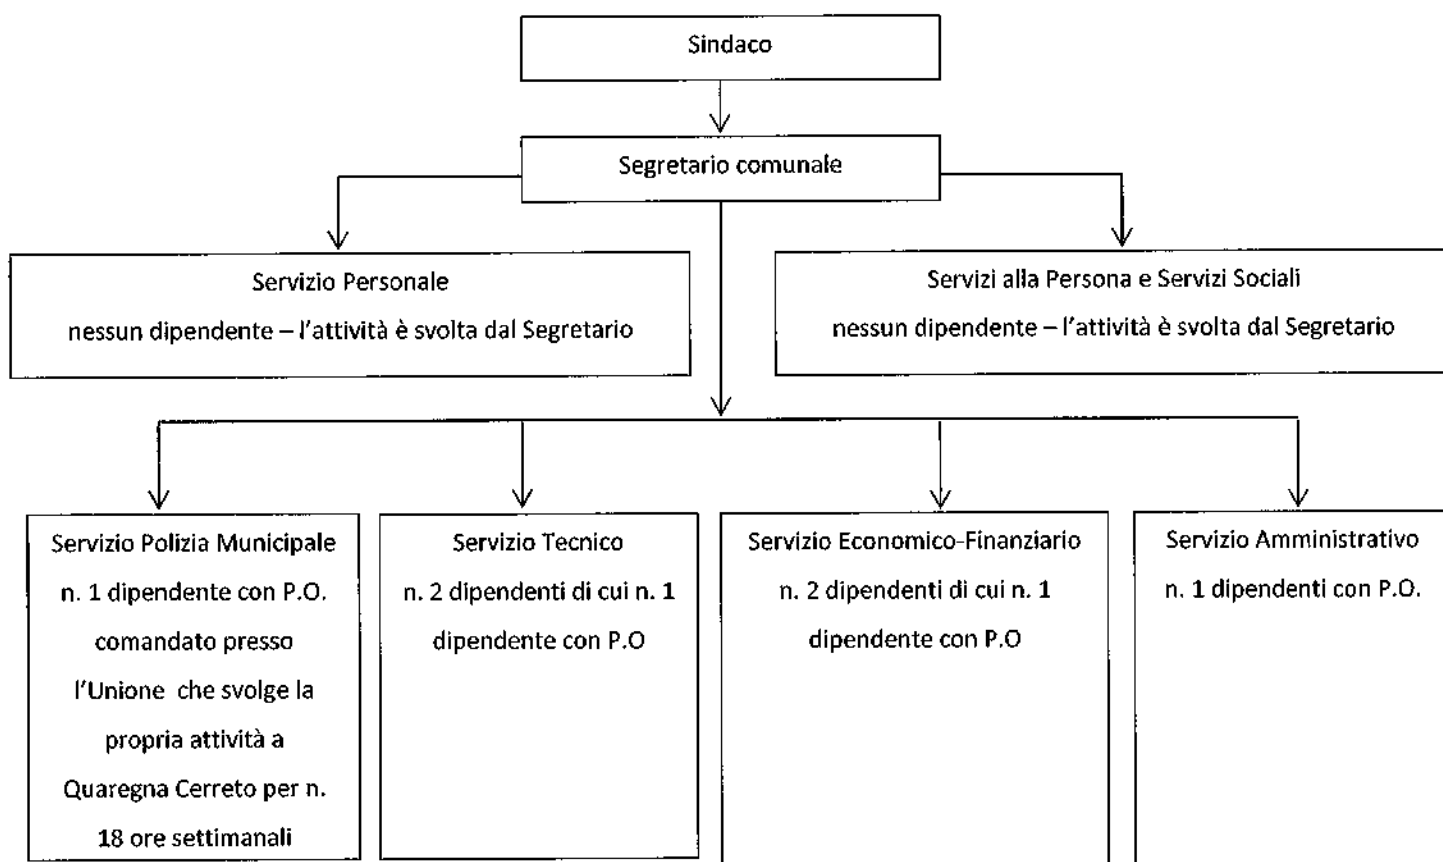 Sindaco
Segretario comunale
Servizio Personale
nessun dipendente – l'attività è svolta dal Segretario
Servizi alla Persona e Servizi Sociali
nessun dipendente – l'attività è svolta dal Segretario
Servizio Polizia Municipale
n. 1 dipendente con P.O.
comandato presso
l'Unione che svolge la
propria attività a
Quaregna Cerreto per n.
18 ore settimanali
Servizio Tecnico
n. 2 dipendenti di cui n. 1
dipendente con P.O
Servizio Economico-Finanziario
n. 2 dipendenti di cui n. 1
dipendente con P.O
Servizio Amministrativo
n. 1 dipendenti con P.O.